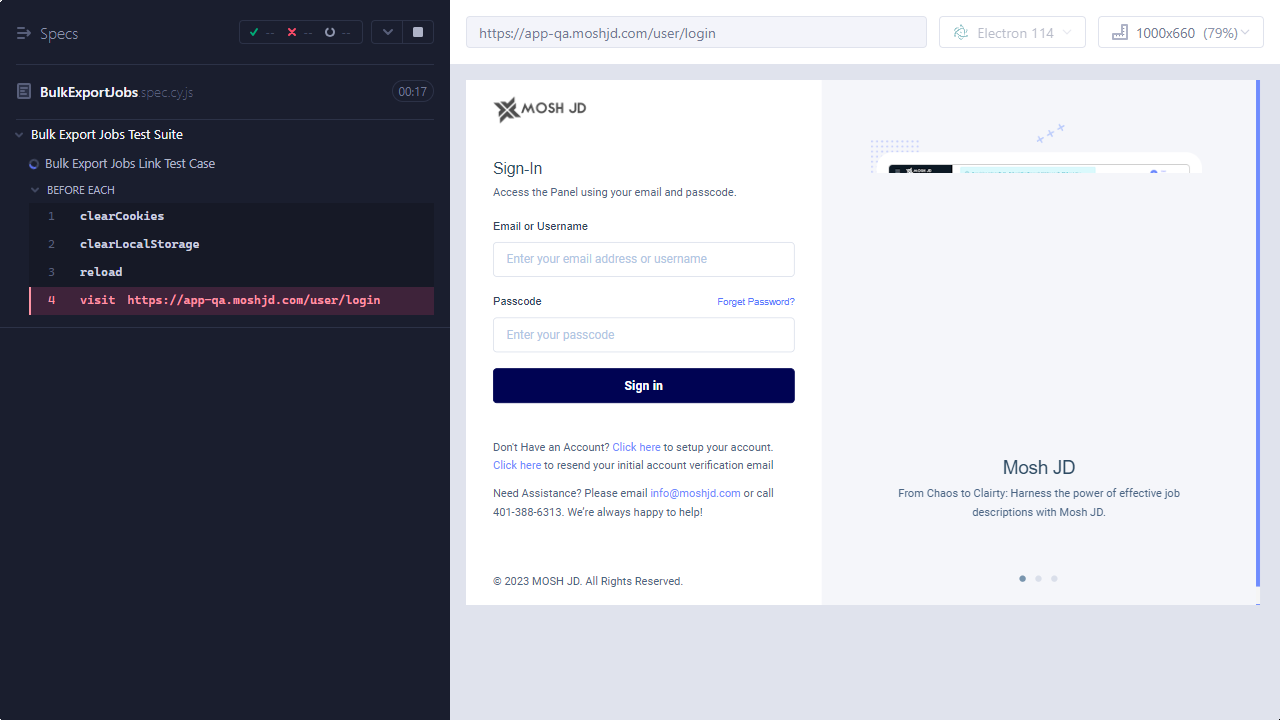 Specs
-- -- --
BulkExportJobs.spec.cy.js
00:17
Bulk Export Jobs Test Suite
Bulk Export Jobs Link Test Case
BEFORE EACH
1 clearCookies
2 clearLocalStorage
3 reload
4 visit https://app-qa.moshjd.com/user/login
https://app-qa.moshjd.com/user/login
Electron 114
1000x660 (79%)
MOSH JD
Sign-In
Access the Panel using your email and passcode.
Email or Username
Enter your email address or username
Passcode
Forget Password?
Enter your passcode
Sign in
Don't Have an Account? Click here to setup your account.
Click here to resend your initial account verification email
Need Assistance? Please email info@moshjd.com or call
401-388-6313. We're always happy to help!
© 2023 MOSH JD. All Rights Reserved.
MOSH JD
Mosh JD
From Chaos to Clairty: Harness the power of effective job
descriptions with Mosh JD.